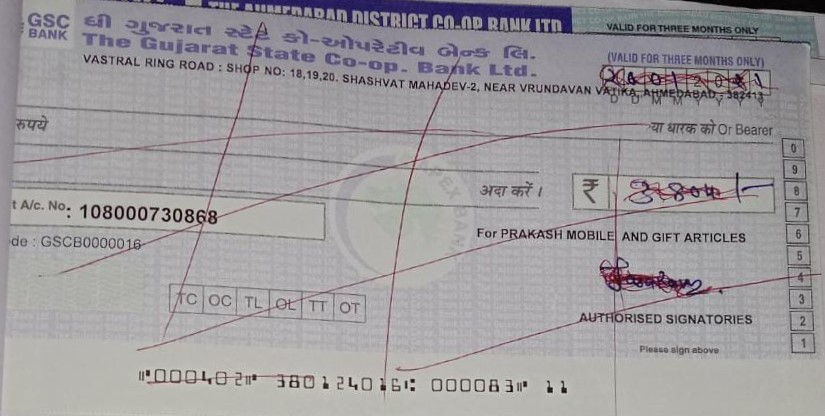 THE AHMEDABAD DISTRICT CO-OP. BANK LTD
VALID FOR THREE MONTHS ONLY
GSC BANK ધી ગુજરાત સ્ટેટ કો-ઓપરેટીવ બેન્ક લિ.
The Gujarat State Co-op. Bank Ltd.
(VALID FOR THREE MONTHS ONLY)
VASTRAL RING ROAD : SHOP NO: 18,19,20. SHASHVAT MAHADEV-2, NEAR VRUNDAVAN VATIKA, AHMEDABAD - 382413
D D M M Y Y Y Y
रुपये
या धारक को Or Bearer
अदा करें ।
₹
t A/c. No: 108000730868
For PRAKASH MOBILE AND GIFT ARTICLES
de : GSCB0000016
TC OC TL OL TT OT
AUTHORISED SIGNATORIES
Please sign above
0
9
8
7
6
5
4
3
2
1
⑈000402⑈ 380124016⑆ 000083⑈ 11